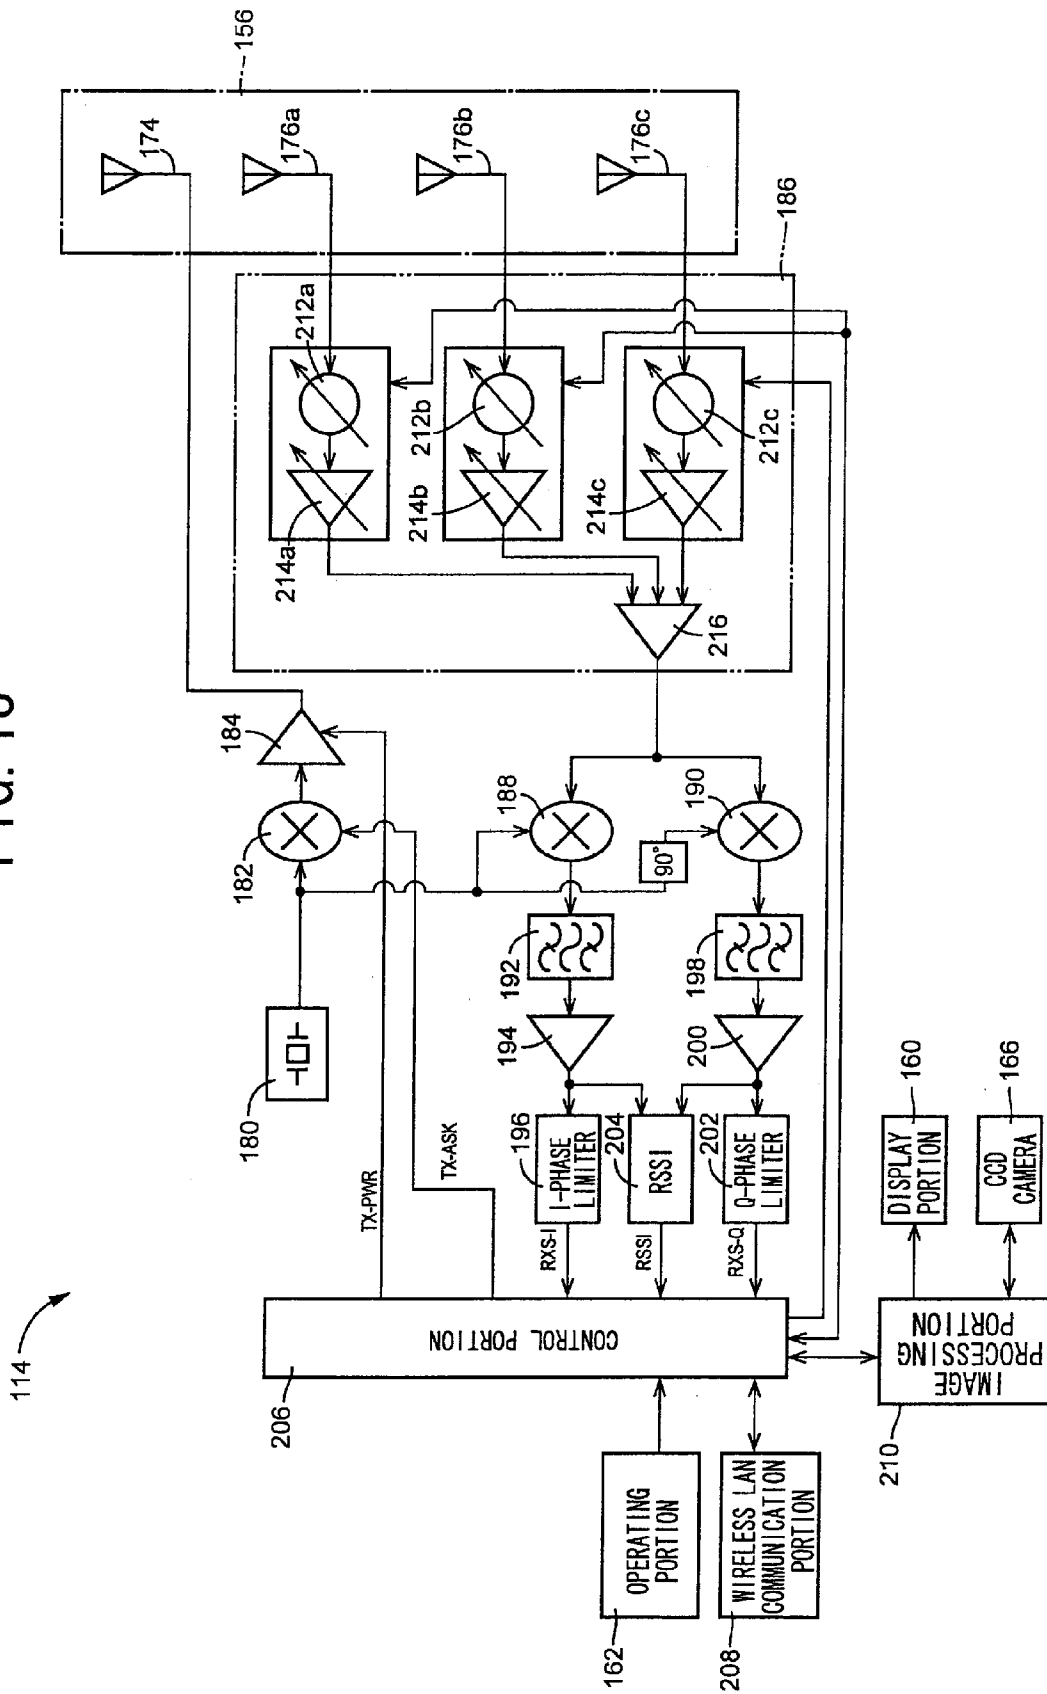 FIG.
114
156
174
176a
176b
176c
186
184
182
180
TX-PWR
TX-ASK
212a
214a
212b
214b
212c
214c
216
188
190
90°
192
198
194
200
196
I-PHASE
LIMITER
204
RSSI
202
Q-PHASE
LIMITER
RXS-I
RSSI
RXS-Q
206
CONTROL PORTION
162
OPERATING
PORTION
208
WIRELESS LAN
COMMUNICATION
PORTION
210
IMAGE
PROCESSING
PORTION
160
DISPLAY
PORTION
166
CCD
CAMERA